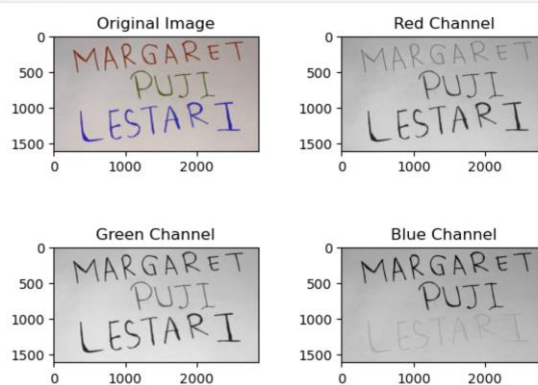 Original Image
MARGARET
PUJI
LESTARI
0
500
1000
1500
0 1000 2000
Red Channel
MARGARET
PUJI
LESTARI
0
500
1000
1500
0 1000 2000
Green Channel
MARGARET
PUJI
LESTARI
0
500
1000
1500
0 1000 2000
Blue Channel
MARGARET
PUJI
LESTARI
0
500
1000
1500
0 1000 2000